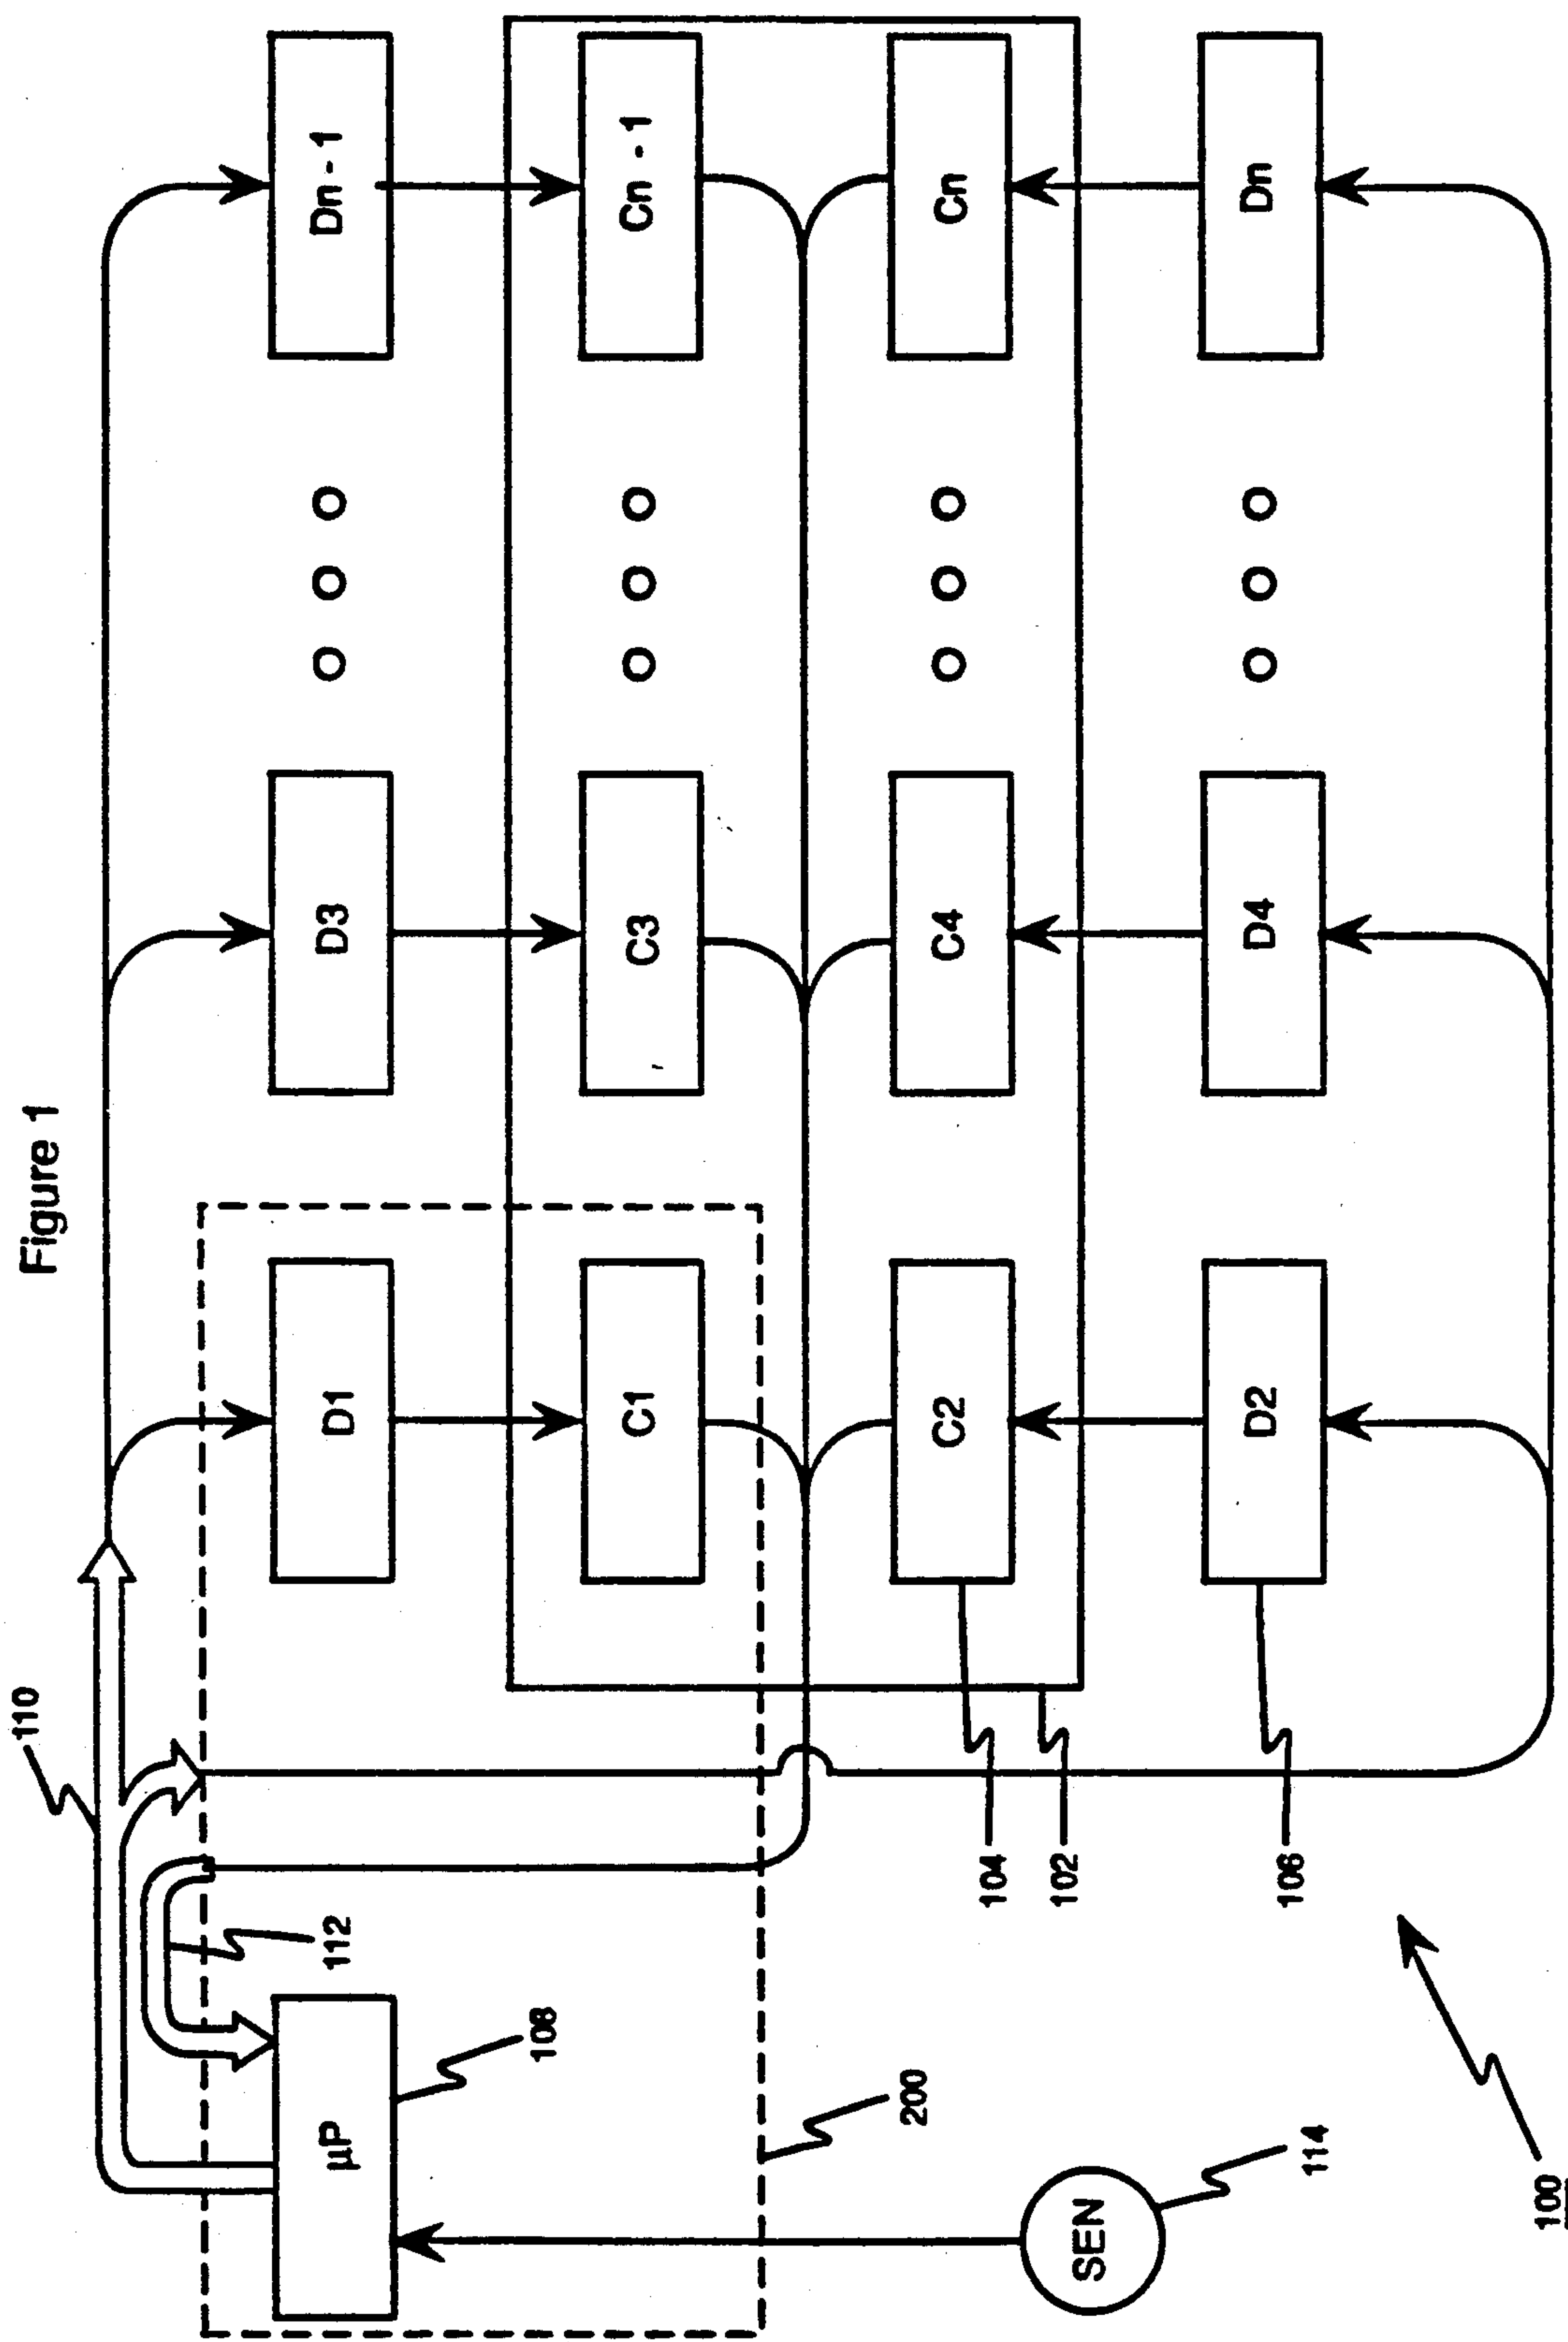 Figure 1
110
112
µP
108
200
SEN
114
100
D1
D3
Dn - 1
C1
C3
Cn - 1
C2
C4
Cn
D2
D4
Dn
104
102
106